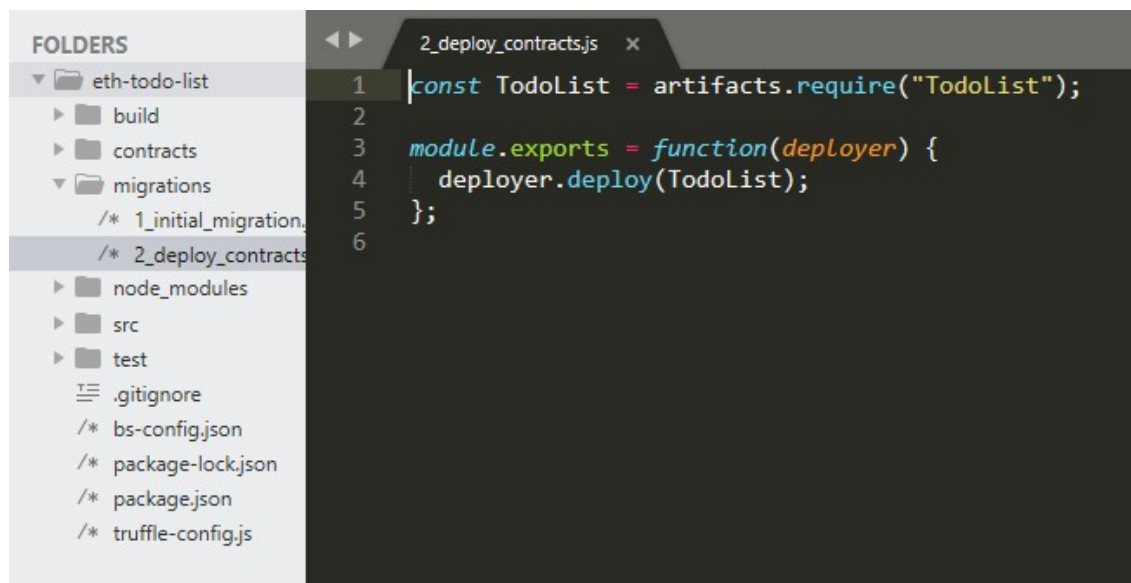 FOLDERS
eth-todo-list
build
contracts
migrations
/* 1_initial_migration.
/* 2_deploy_contracts
node_modules
src
test
.gitignore
/* bs-config.json
/* package-lock.json
/* package.json
/* truffle-config.js
2_deploy_contracts.js ×
1 const TodoList = artifacts.require("TodoList");
2
3 module.exports = function(deployer) {
4   deployer.deploy(TodoList);
5 };
6